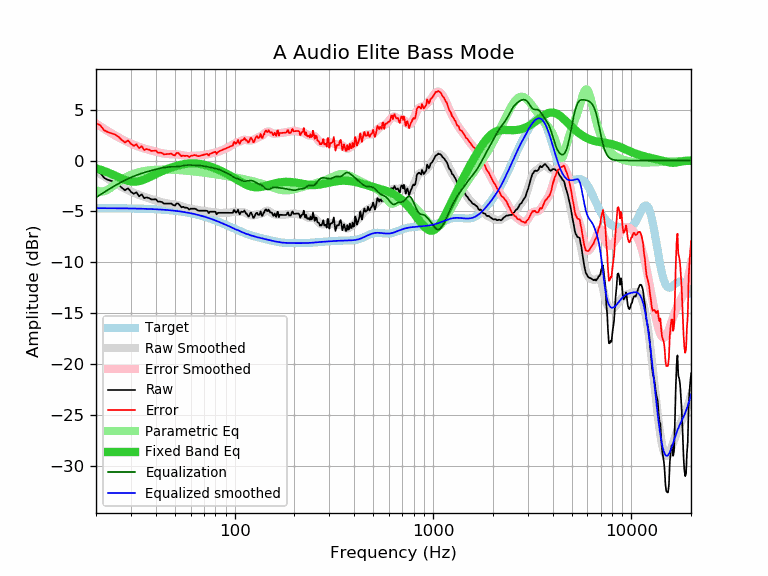 A Audio Elite Bass Mode
Amplitude (dBr)
5
0
−5
−10
−15
−20
−25
−30
Target
Raw Smoothed
Error Smoothed
Raw
Error
Parametric Eq
Fixed Band Eq
Equalization
Equalized smoothed
100
1000
10000
Frequency (Hz)